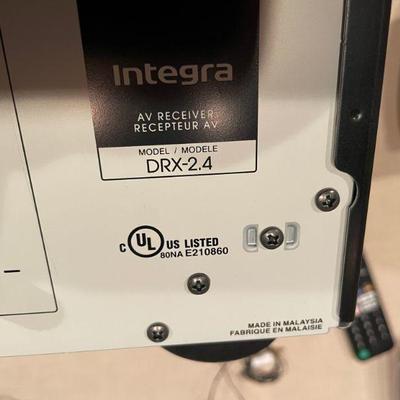 Integra
AV RECEIVER
RECEPTEUR AV
MODEL / MODELE
DRX-2.4
C UL US LISTED
80NA E210860
MADE IN MALAYSIA
FABRIQUE EN MALAISIE